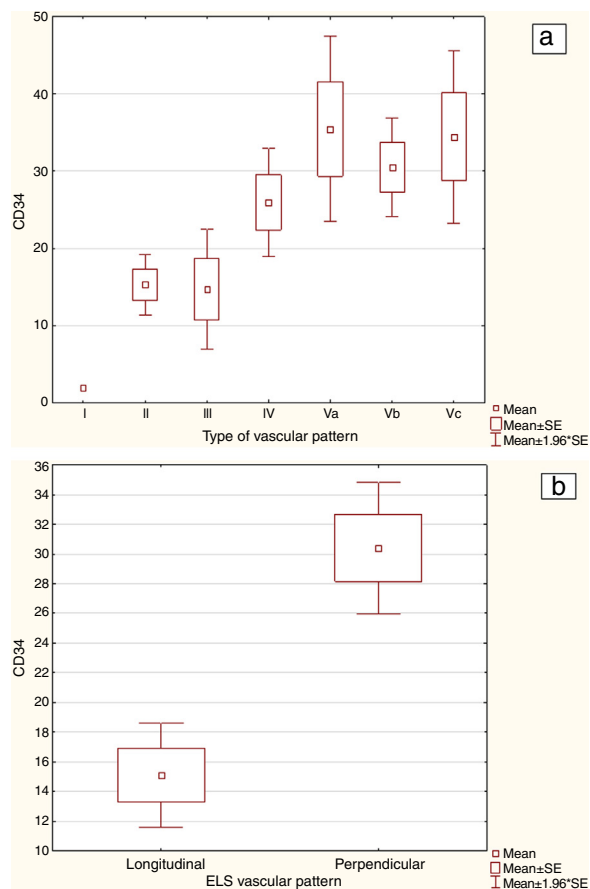 a
50
40
30
20
10
0
CD34
I II III IV Va Vb Vc
Type of vascular pattern
Mean
Mean±SE
Mean±1.96*SE
b
36
34
32
30
28
26
24
22
20
18
16
14
12
10
CD34
Longitudinal Perpendicular
ELS vascular pattern
Mean
Mean±SE
Mean±1.96*SE